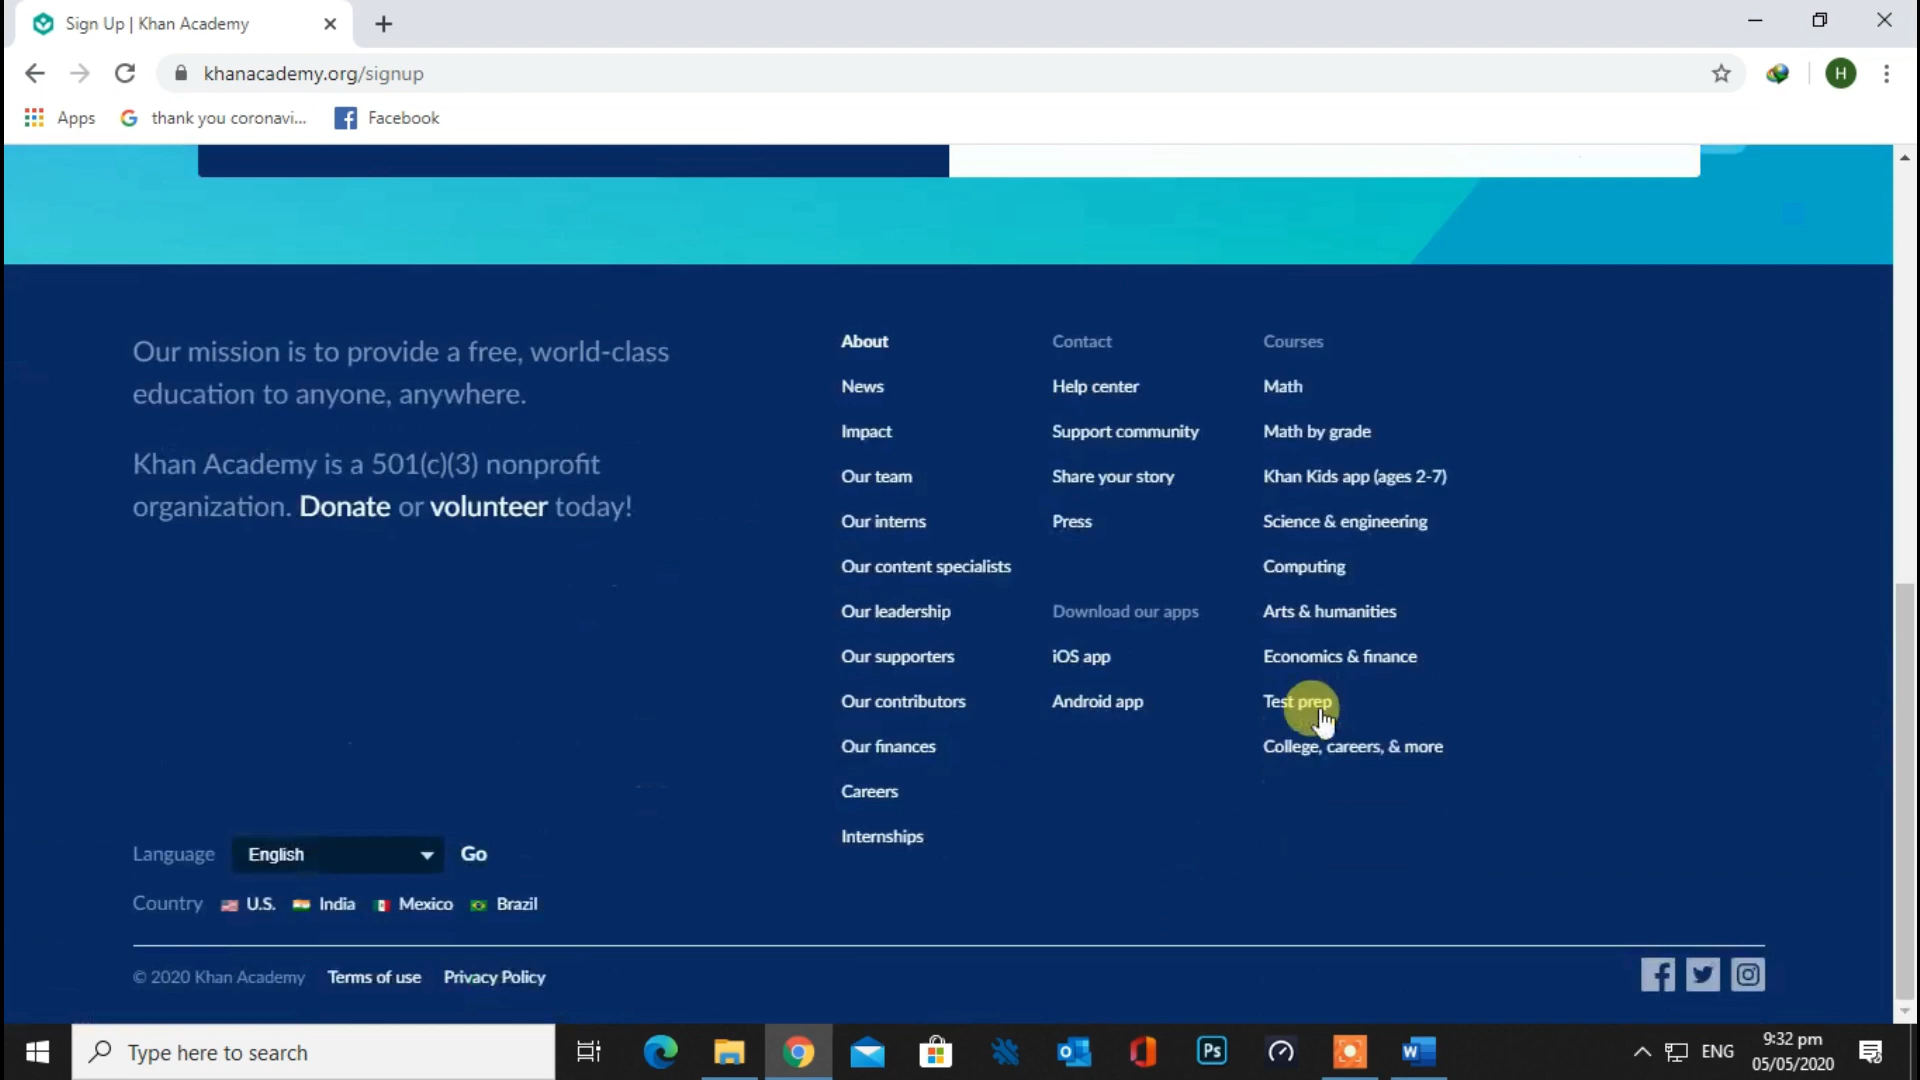 Sign Up | Khan Academy
khanacademy.org/signup
H
Apps
thank you coronavi...
Facebook
Our mission is to provide a free, world-class
education to anyone, anywhere.
Khan Academy is a 501(c)(3) nonprofit
organization. Donate or volunteer today!
About
News
Impact
Our team
Our interns
Our content specialists
Our leadership
Our supporters
Our contributors
Our finances
Careers
Internships
Contact
Help center
Support community
Share your story
Press
Download our apps
iOS app
Android app
Courses
Math
Math by grade
Khan Kids app (ages 2-7)
Science & engineering
Computing
Arts & humanities
Economics & finance
Test prep
College, careers, & more
Language English Go
Country U.S. India Mexico Brazil
© 2020 Khan Academy Terms of use Privacy Policy
Type here to search
Ps
W
ENG
9:32 pm
05/05/2020